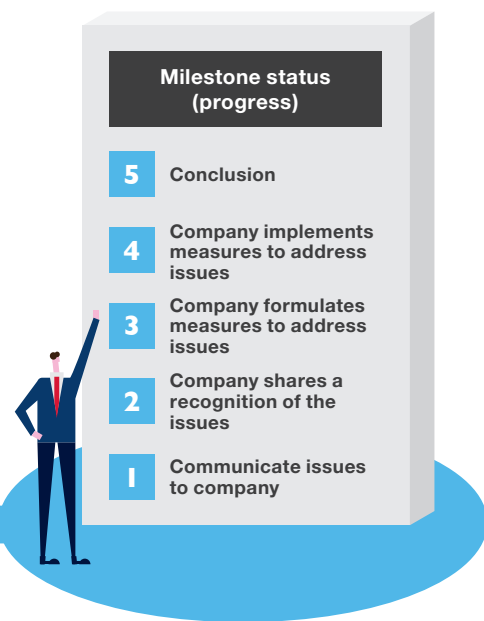 Milestone status
(progress)
5 Conclusion
4 Company implements
measures to address
issues
3 Company formulates
measures to address
issues
2 Company shares a
recognition of the
issues
1 Communicate issues
to company